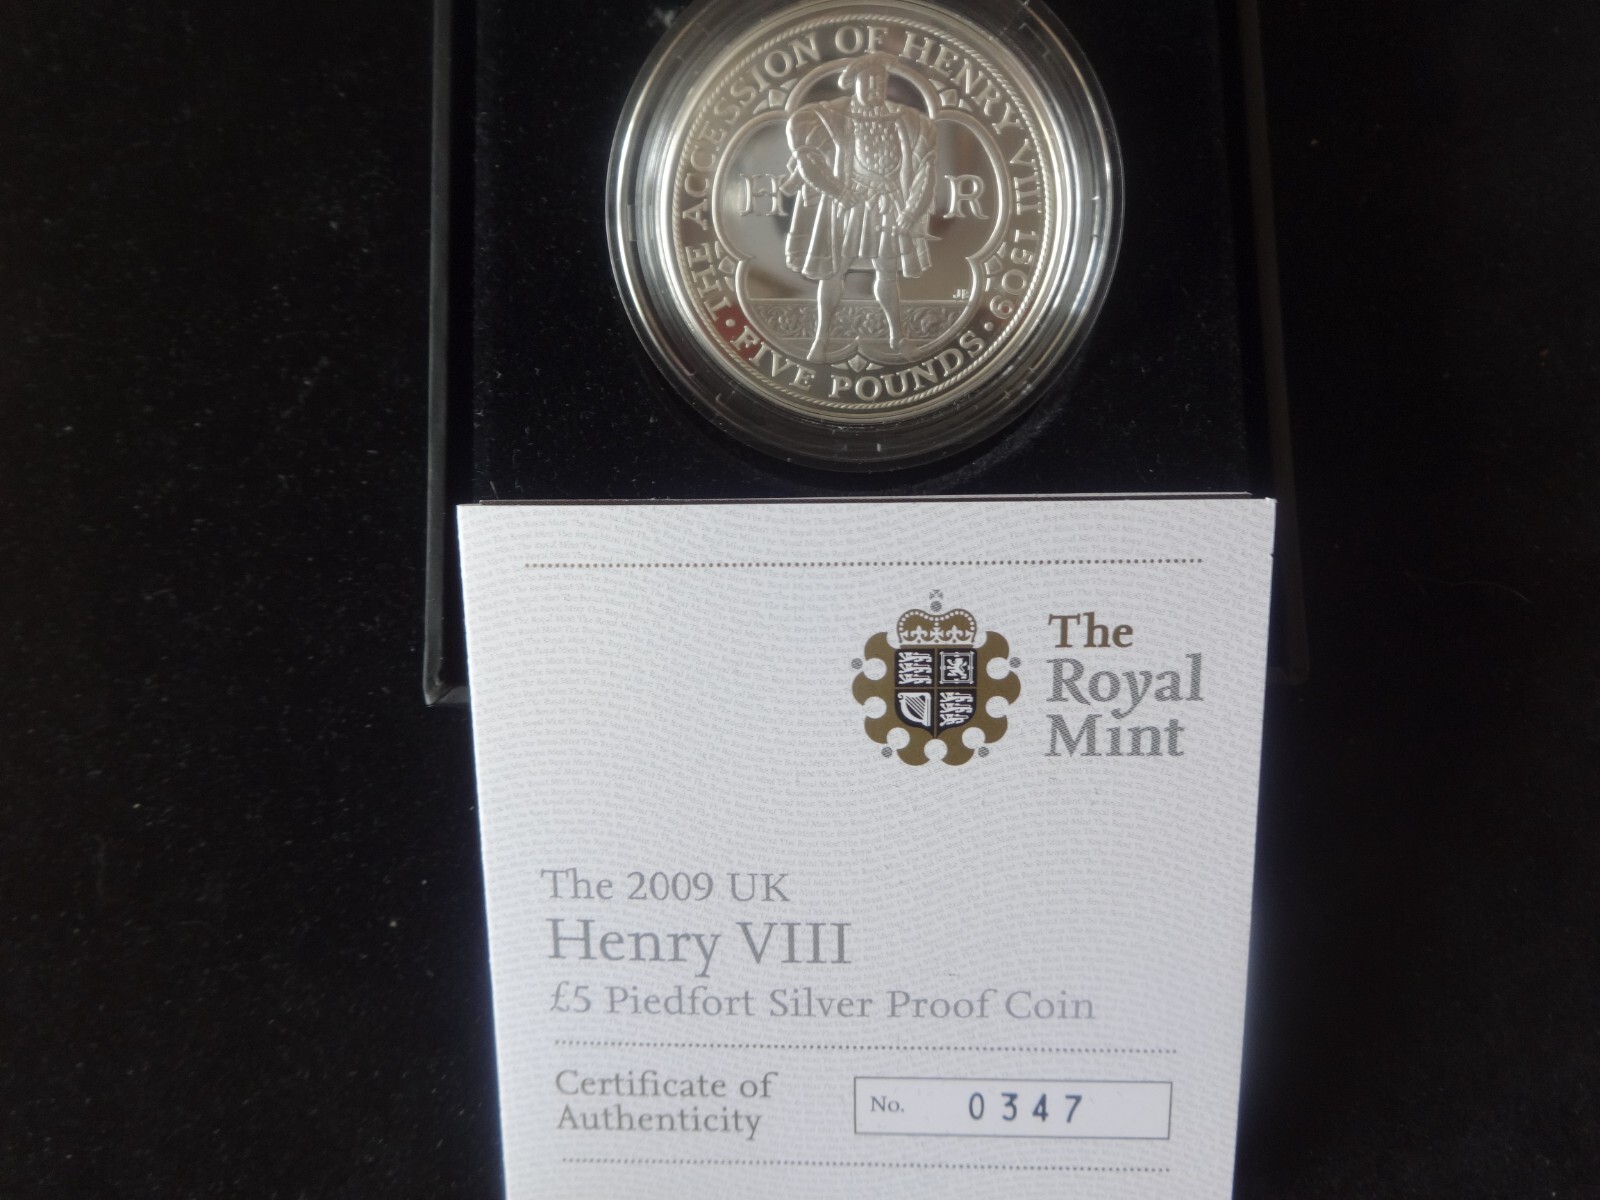 THE ACCESSION OF HENRY VIII 1509
H R
JB
· FIVE POUNDS ·
The
Royal
Mint
The 2009 UK
Henry VIII
£5 Piedfort Silver Proof Coin
Certificate of
Authenticity
No. 0347